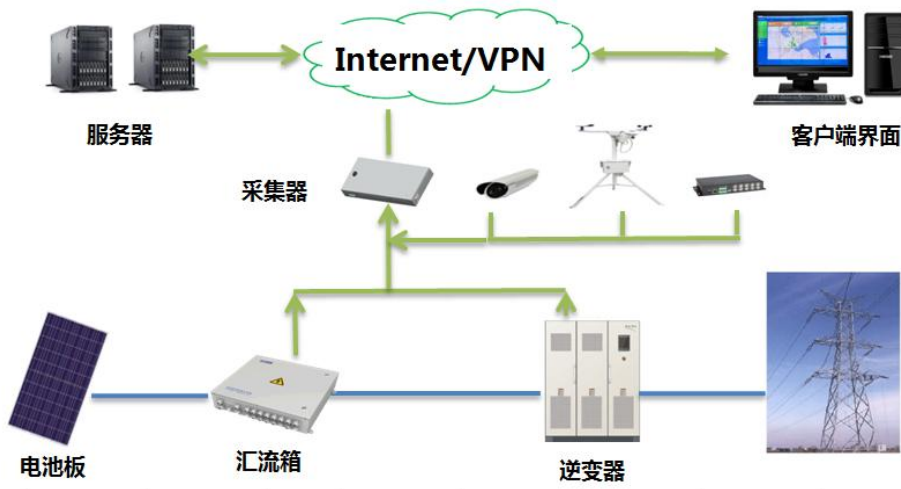 Internet/VPN
服务器
客户端界面
采集器
电池板
汇流箱
逆变器